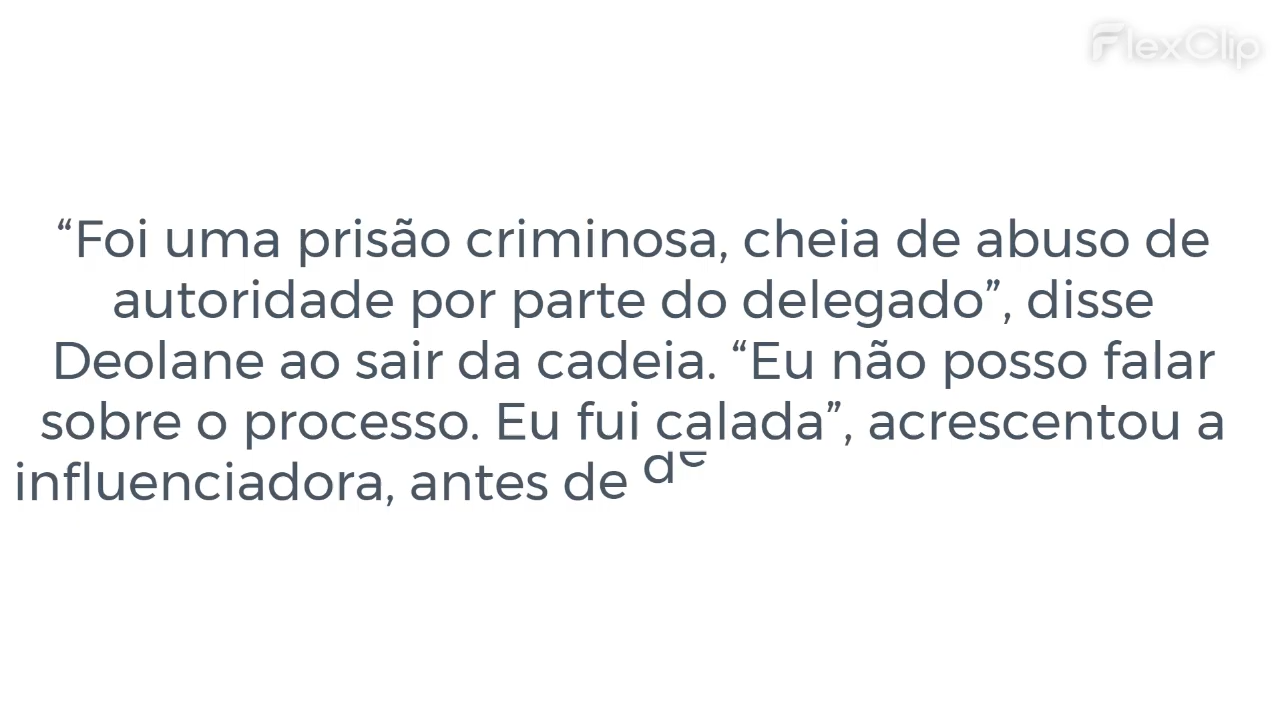 FlexClip
“Foi uma prisão criminosa, cheia de abuso de
autoridade por parte do delegado”, disse
Deolane ao sair da cadeia. “Eu não posso falar
sobre o processo. Eu fui calada”, acrescentou a
influenciadora, antes de de